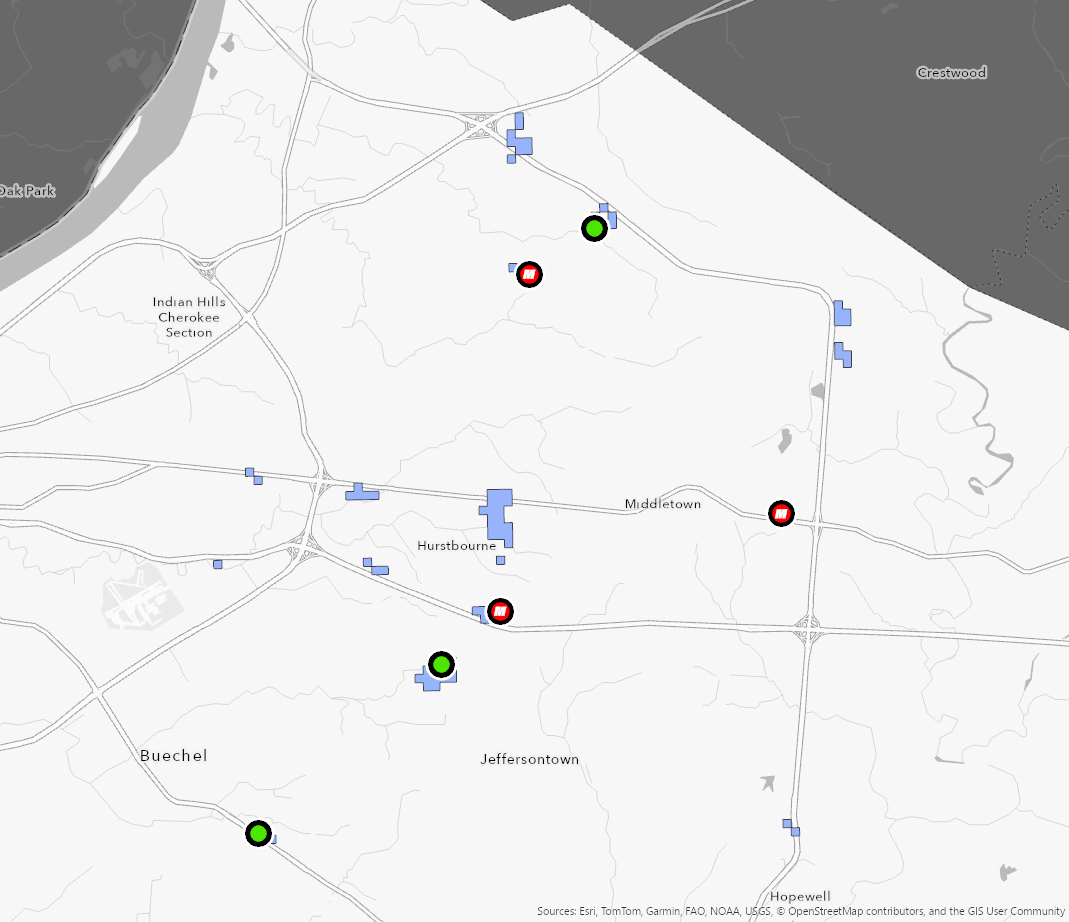 Crestwood
Oak Park
Indian Hills
Cherokee
Section
Middletown
Hurstbourne
Buechel
Jeffersontown
Hopewell
Sources: Esri, TomTom, Garmin, FAO, NOAA, USGS, © OpenStreetMap contributors, and the GIS User Community